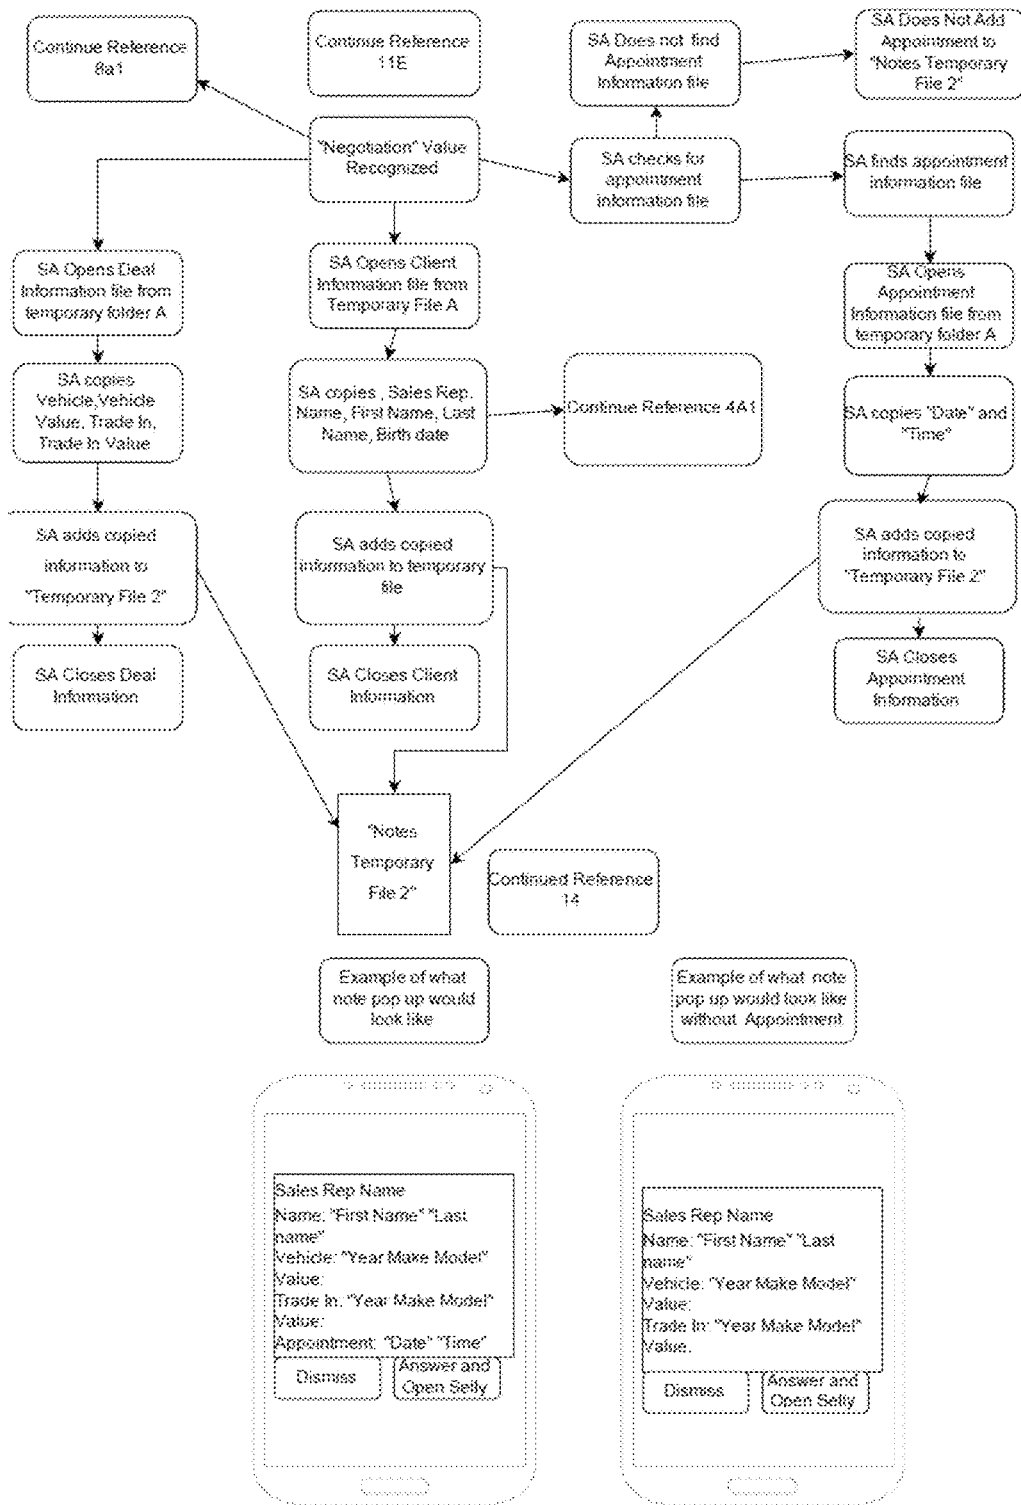 Continue Reference
8a1
Continue Reference
11E
SA Does not find
Appointment
Information file
SA Does Not Add
Appointment to
"Notes Temporary
File 2"
"Negotiation" Value
Recognized
SA checks for
appointment
information file
SA finds appointment
information file
SA Opens Deal
Information file from
temporary folder A
SA Opens Client
Information file from
Temporary File A
SA Opens
Appointment
Information file from
temporary folder A
SA copies
Vehicle,Vehicle
Value, Trade In,
Trade In Value
SA copies , Sales Rep.
Name, First Name, Last
Name, Birth date
Continue Reference 4A1
SA copies "Date" and
"Time"
SA adds copied
information to
"Temporary File 2"
SA adds copied
information to temporary
file
SA adds copied
information to
"Temporary File 2"
SA Closes Deal
Information
SA Closes Client
Information
SA Closes
Appointment
Information
"Notes
Temporary
File 2"
Continued Reference
14
Example of what
note pop up would
look like
Example of what note
pop up would look like
without Appointment
Sales Rep Name
Name: "First Name" "Last
name"
Vehicle: "Year Make Model"
Value:
Trade In: "Year Make Model"
Value:
Appointment: "Date" "Time"
Dismiss
Answer and
Open Selly
Sales Rep Name
Name: "First Name" "Last
name"
Vehicle: "Year Make Model"
Value:
Trade In: "Year Make Model"
Value.
Dismiss
Answer and
Open Selly